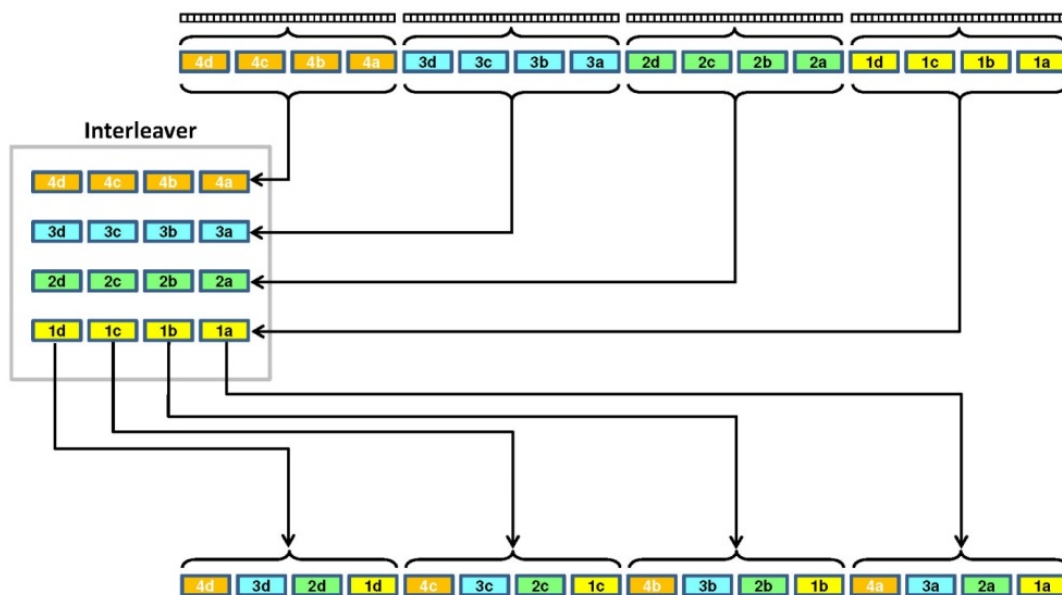 4d 4c 4b 4a 3d 3c 3b 3a 2d 2c 2b 2a 1d 1c 1b 1a
Interleaver
4d 4c 4b 4a
3d 3c 3b 3a
2d 2c 2b 2a
1d 1c 1b 1a
4d 3d 2d 1d 4c 3c 2c 1c 4b 3b 2b 1b 4a 3a 2a 1a